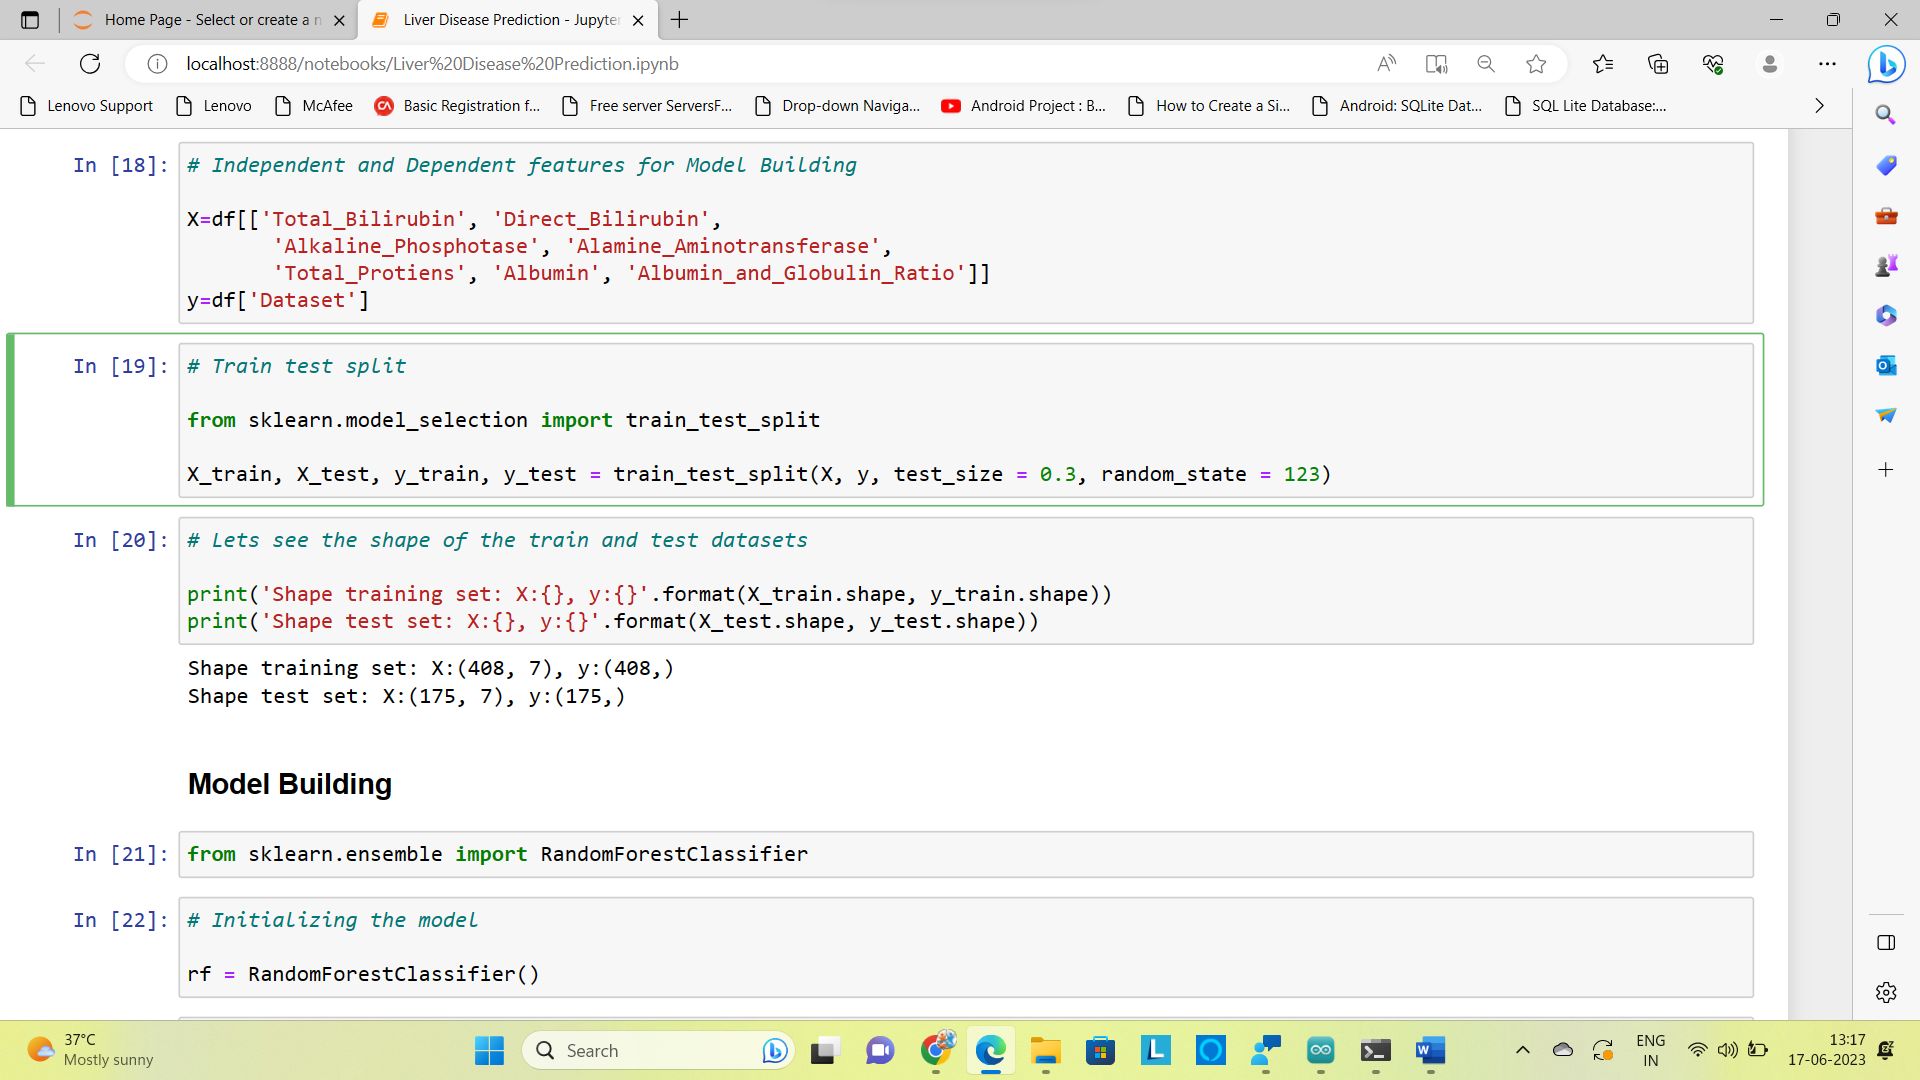 Home Page - Select or create a n
Liver Disease Prediction - Jupyte
localhost:8888/notebooks/Liver%20Disease%20Prediction.ipynb
Lenovo Support
Lenovo
McAfee
Basic Registration f...
Free server ServersF...
Drop-down Naviga...
Android Project : B...
How to Create a Si...
Android: SQLite Dat...
SQL Lite Database:...
In [18]:
# Independent and Dependent features for Model Building
X=df[['Total_Bilirubin', 'Direct_Bilirubin',
'Alkaline_Phosphotase', 'Alamine_Aminotransferase',
'Total_Protiens', 'Albumin', 'Albumin_and_Globulin_Ratio']]
y=df['Dataset']
In [19]:
# Train test split
from sklearn.model_selection import train_test_split
X_train, X_test, y_train, y_test = train_test_split(X, y, test_size = 0.3, random_state = 123)
In [20]:
# Lets see the shape of the train and test datasets
print('Shape training set: X:{}, y:{}'.format(X_train.shape, y_train.shape))
print('Shape test set: X:{}, y:{}'.format(X_test.shape, y_test.shape))
Shape training set: X:(408, 7), y:(408,)
Shape test set: X:(175, 7), y:(175,)
Model Building
In [21]:
from sklearn.ensemble import RandomForestClassifier
In [22]:
# Initializing the model
rf = RandomForestClassifier()
37°C
Mostly sunny
Search
ENG
IN
13:17
17-06-2023